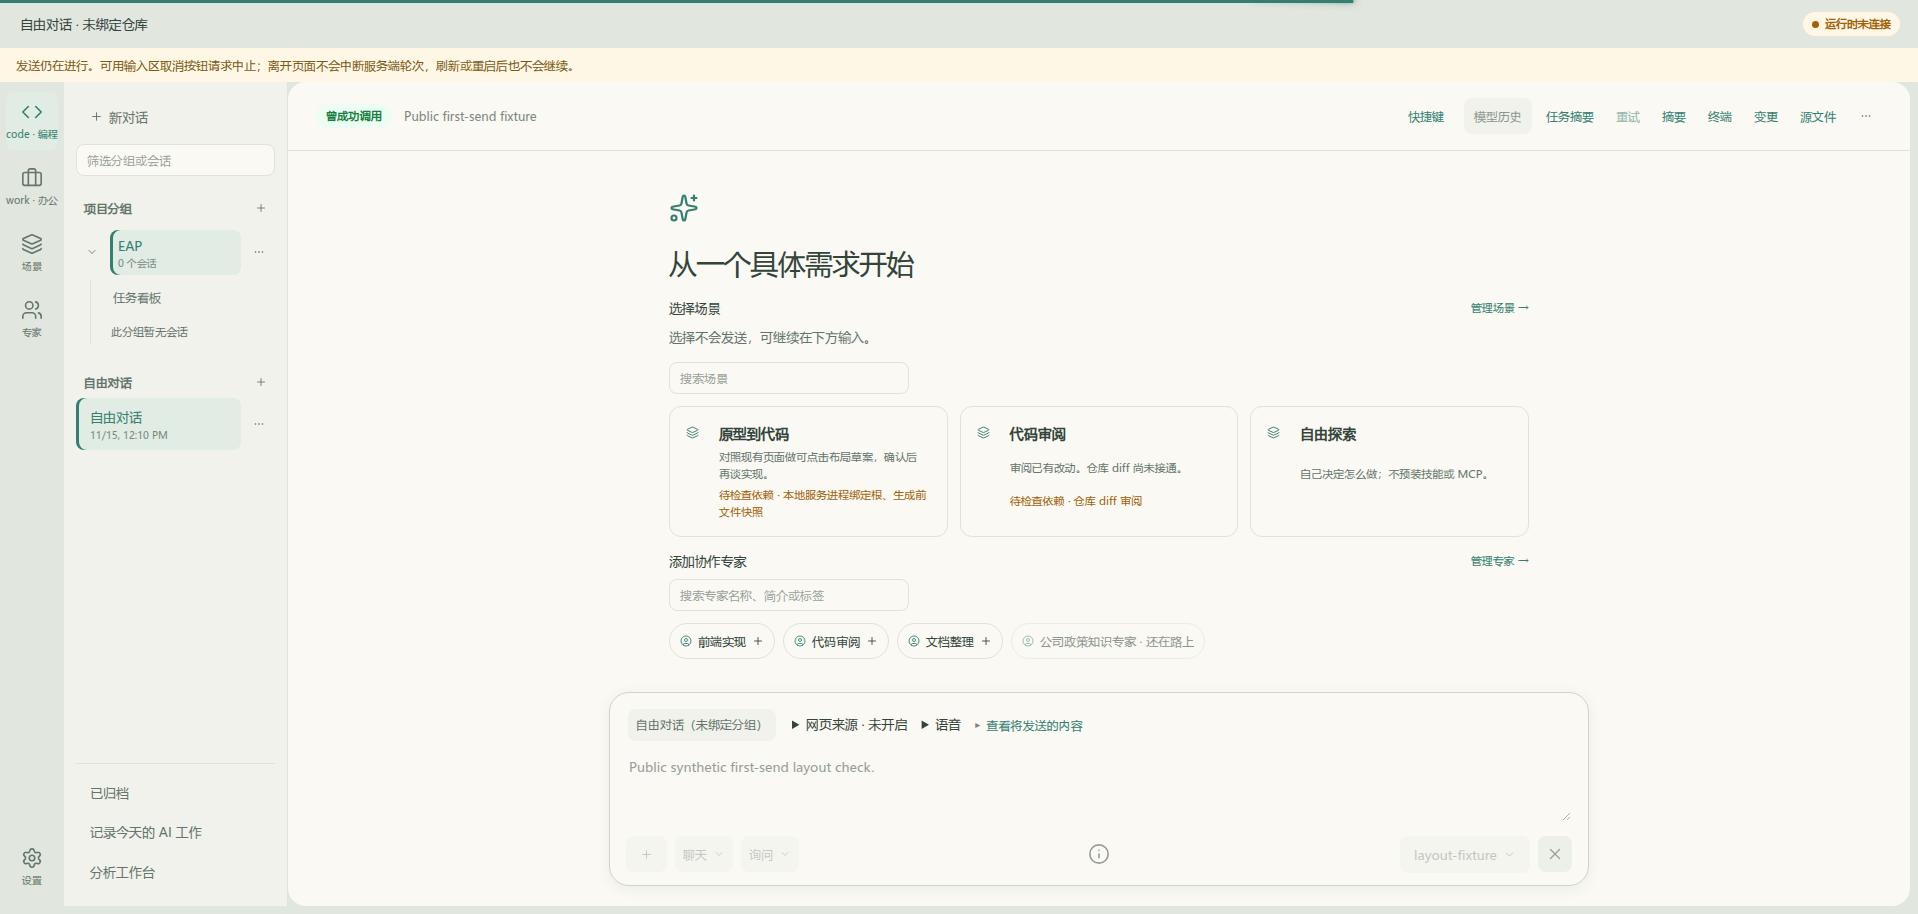 自由对话 · 未绑定仓库
运行时未连接
发送仍在进行。可用输入区取消按钮请求中止；离开页面不会中断服务端轮次，刷新或重启后也不会继续。
code · 编程
work · 办公
场景
专家
设置
+ 新对话
筛选分组或会话
项目分组 +
EAP ···
0 个会话
任务看板
此分组暂无会话
自由对话 +
自由对话 ···
11/15, 12:10 PM
已归档
记录今天的 AI 工作
分析工作台
曾成功调用 Public first-send fixture
快捷键 模型历史 任务摘要 重试 摘要 终端 变更 源文件 ···
从一个具体需求开始
选择场景 管理场景 →
选择不会发送，可继续在下方输入。
搜索场景
原型到代码
对照现有页面做可点击布局草案，确认后
再谈实现。
待检查依赖 · 本地服务进程绑定根、生成前
文件快照
代码审阅
审阅已有改动。仓库 diff 尚未接通。
待检查依赖 · 仓库 diff 审阅
自由探索
自己决定怎么做；不预装技能或 MCP。
添加协作专家 管理专家 →
搜索专家名称、简介或标签
前端实现 + 代码审阅 + 文档整理 + 公司政策知识专家 · 还在路上
自由对话（未绑定分组） ▶ 网页来源 · 未开启 ▶ 语音 ▸ 查看将发送的内容
Public synthetic first-send layout check.
+ 聊天 询问 layout-fixture